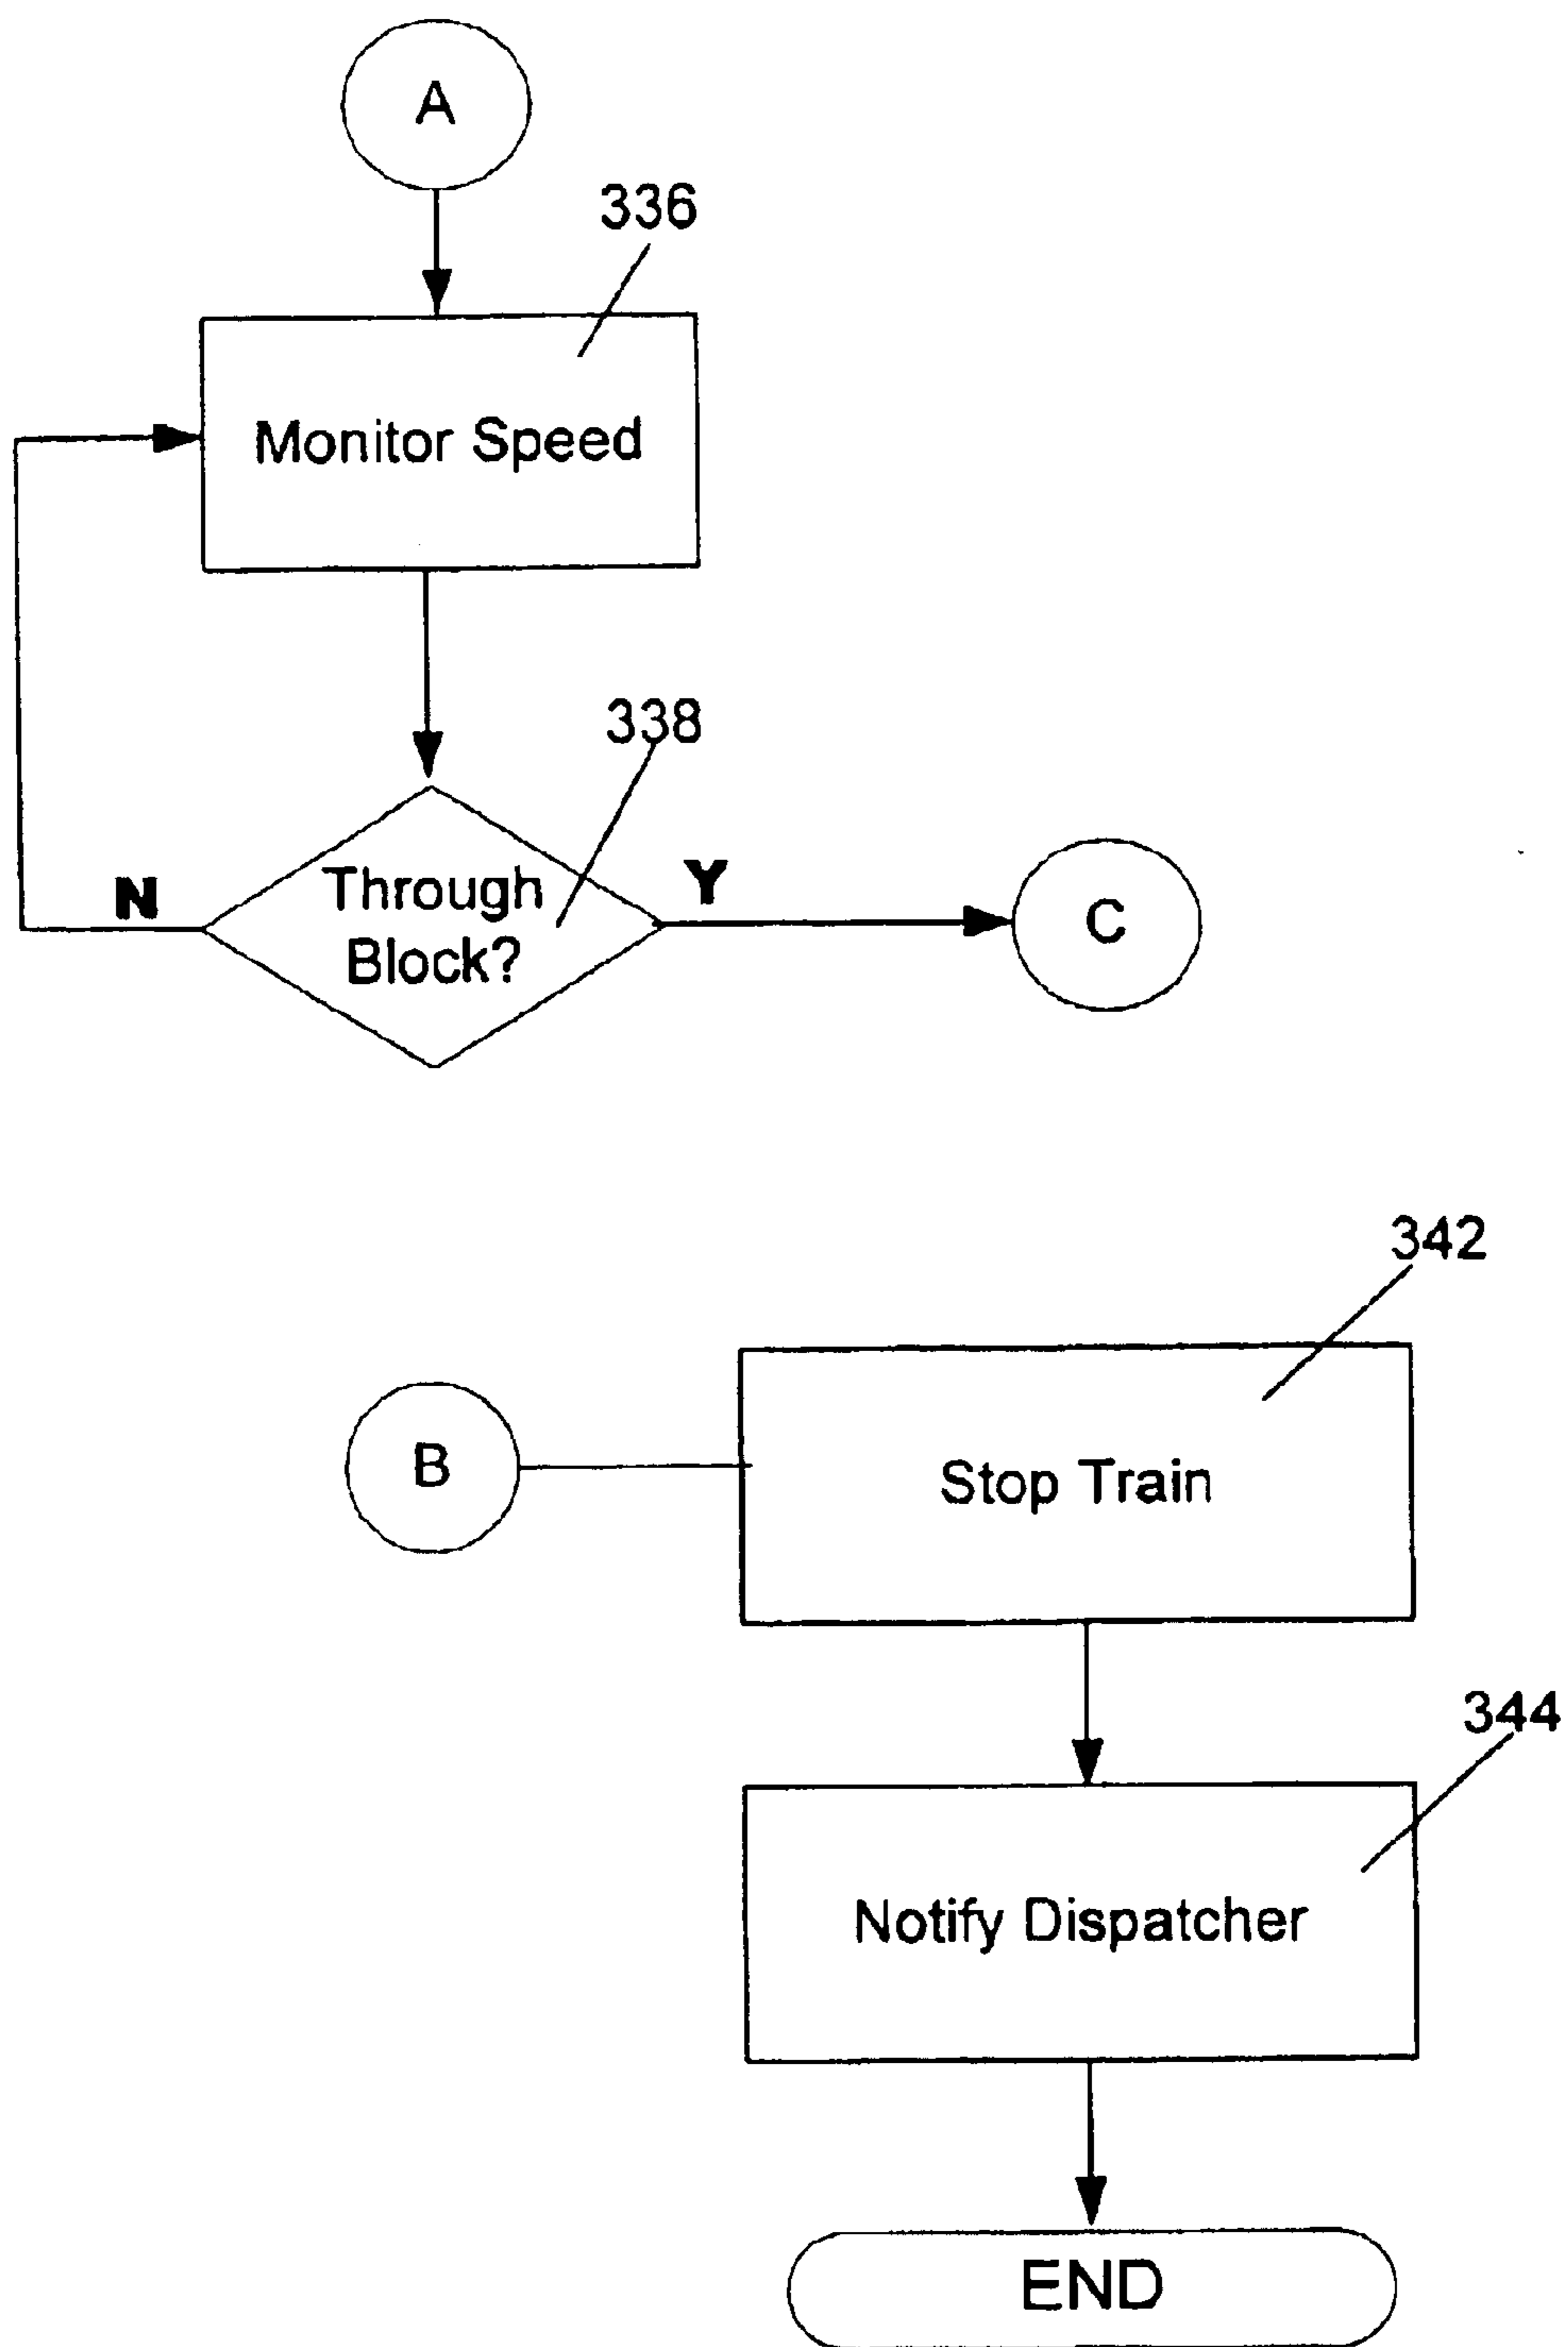 A
336
Monitor Speed
338
N
Through
Block?
Y
C
342
B
Stop Train
344
Notify Dispatcher
END